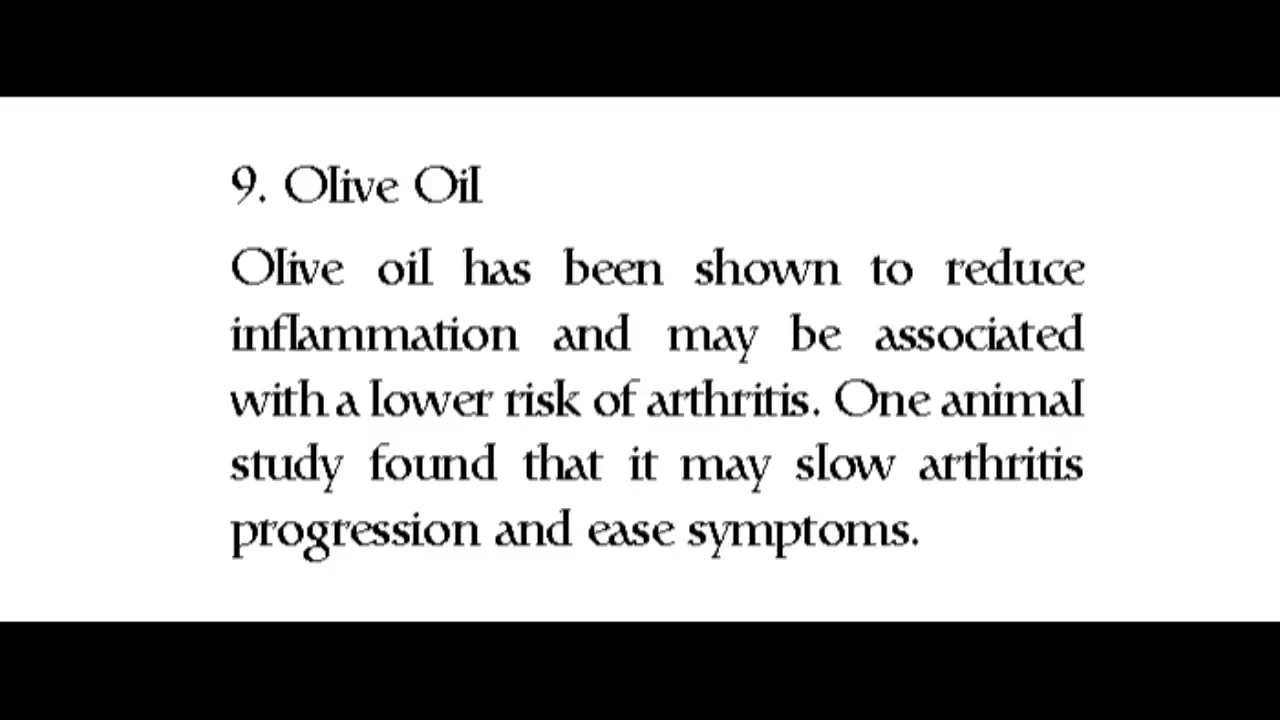 9. Olive Oil
Olive oil has been shown to reduce
inflammation and may be associated
with a lower risk of arthritis. One animal
study found that it may slow arthritis
progression and ease symptoms.